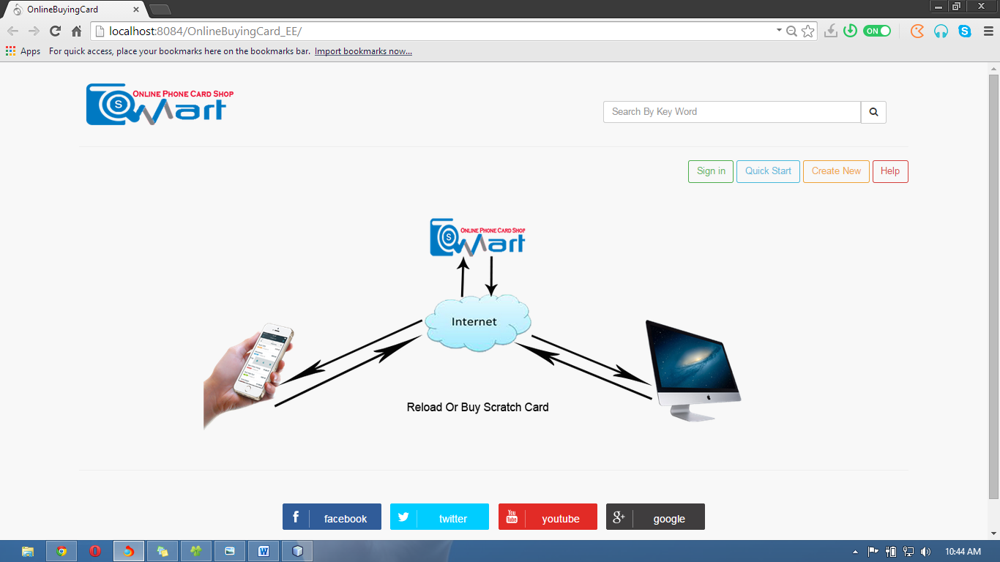 OnlineBuyingCard
localhost:8084/OnlineBuyingCard_EE/
ON
Apps For quick access, place your bookmarks here on the bookmarks bar. Import bookmarks now...
ONLINE PHONE CARD SHOP
S Mart
Search By Key Word
Sign in Quick Start Create New Help
ONLINE PHONE CARD SHOP
S Mart
Internet
Reload Or Buy Scratch Card
f facebook twitter You Tube youtube g+ google
W 10:44 AM